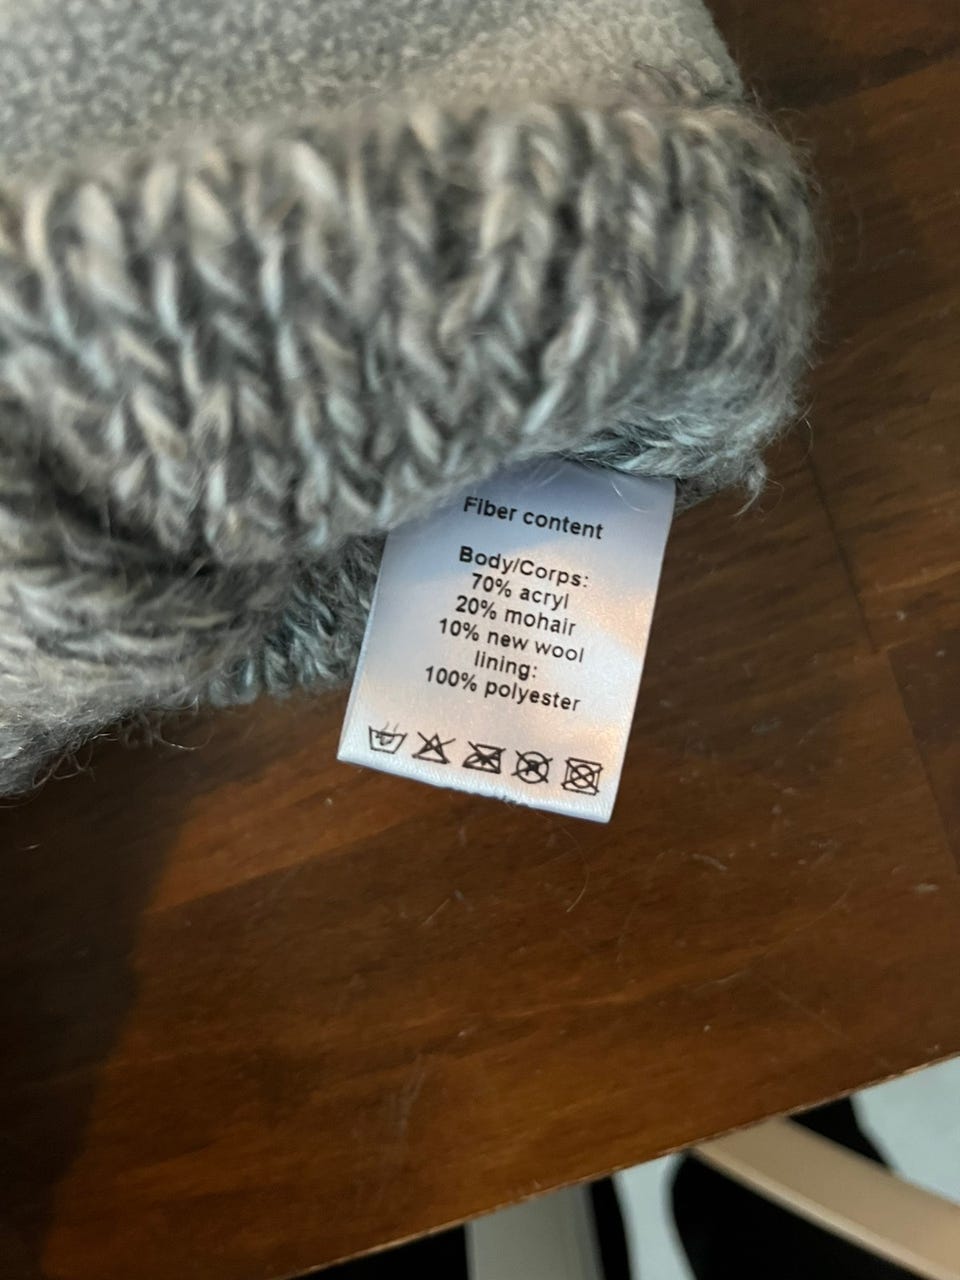 Fiber content
Body/Corps:
70% acryl
20% mohair
10% new wool
lining:
100% polyester